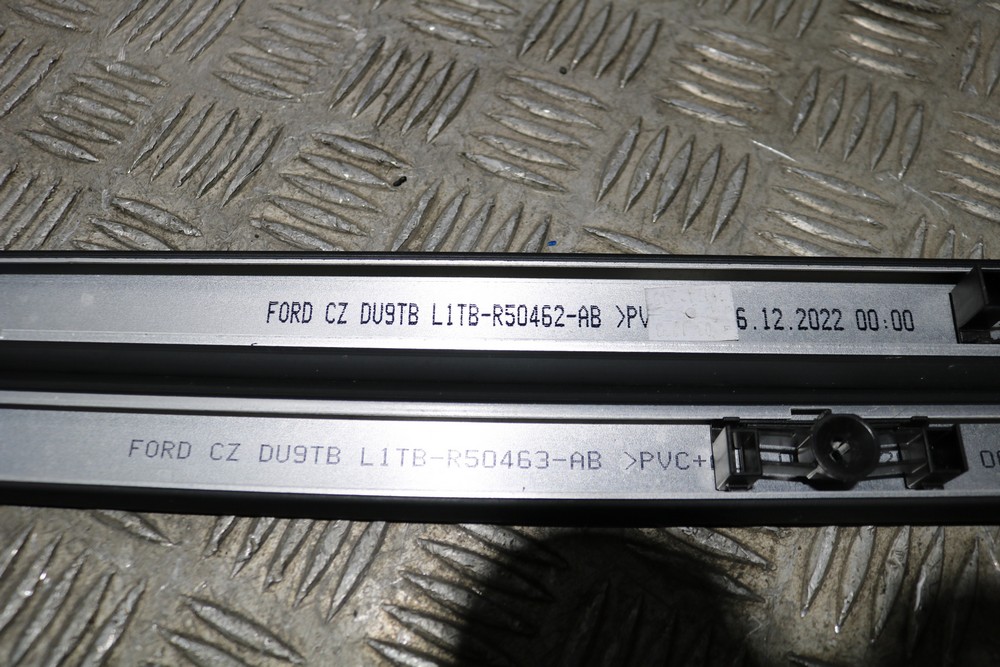 FORD CZ DU9TB L1TB-R50462-AB >PV 6.12.2022 00:00
FORD CZ DU9TB L1TB-R50463-AB >PVC+